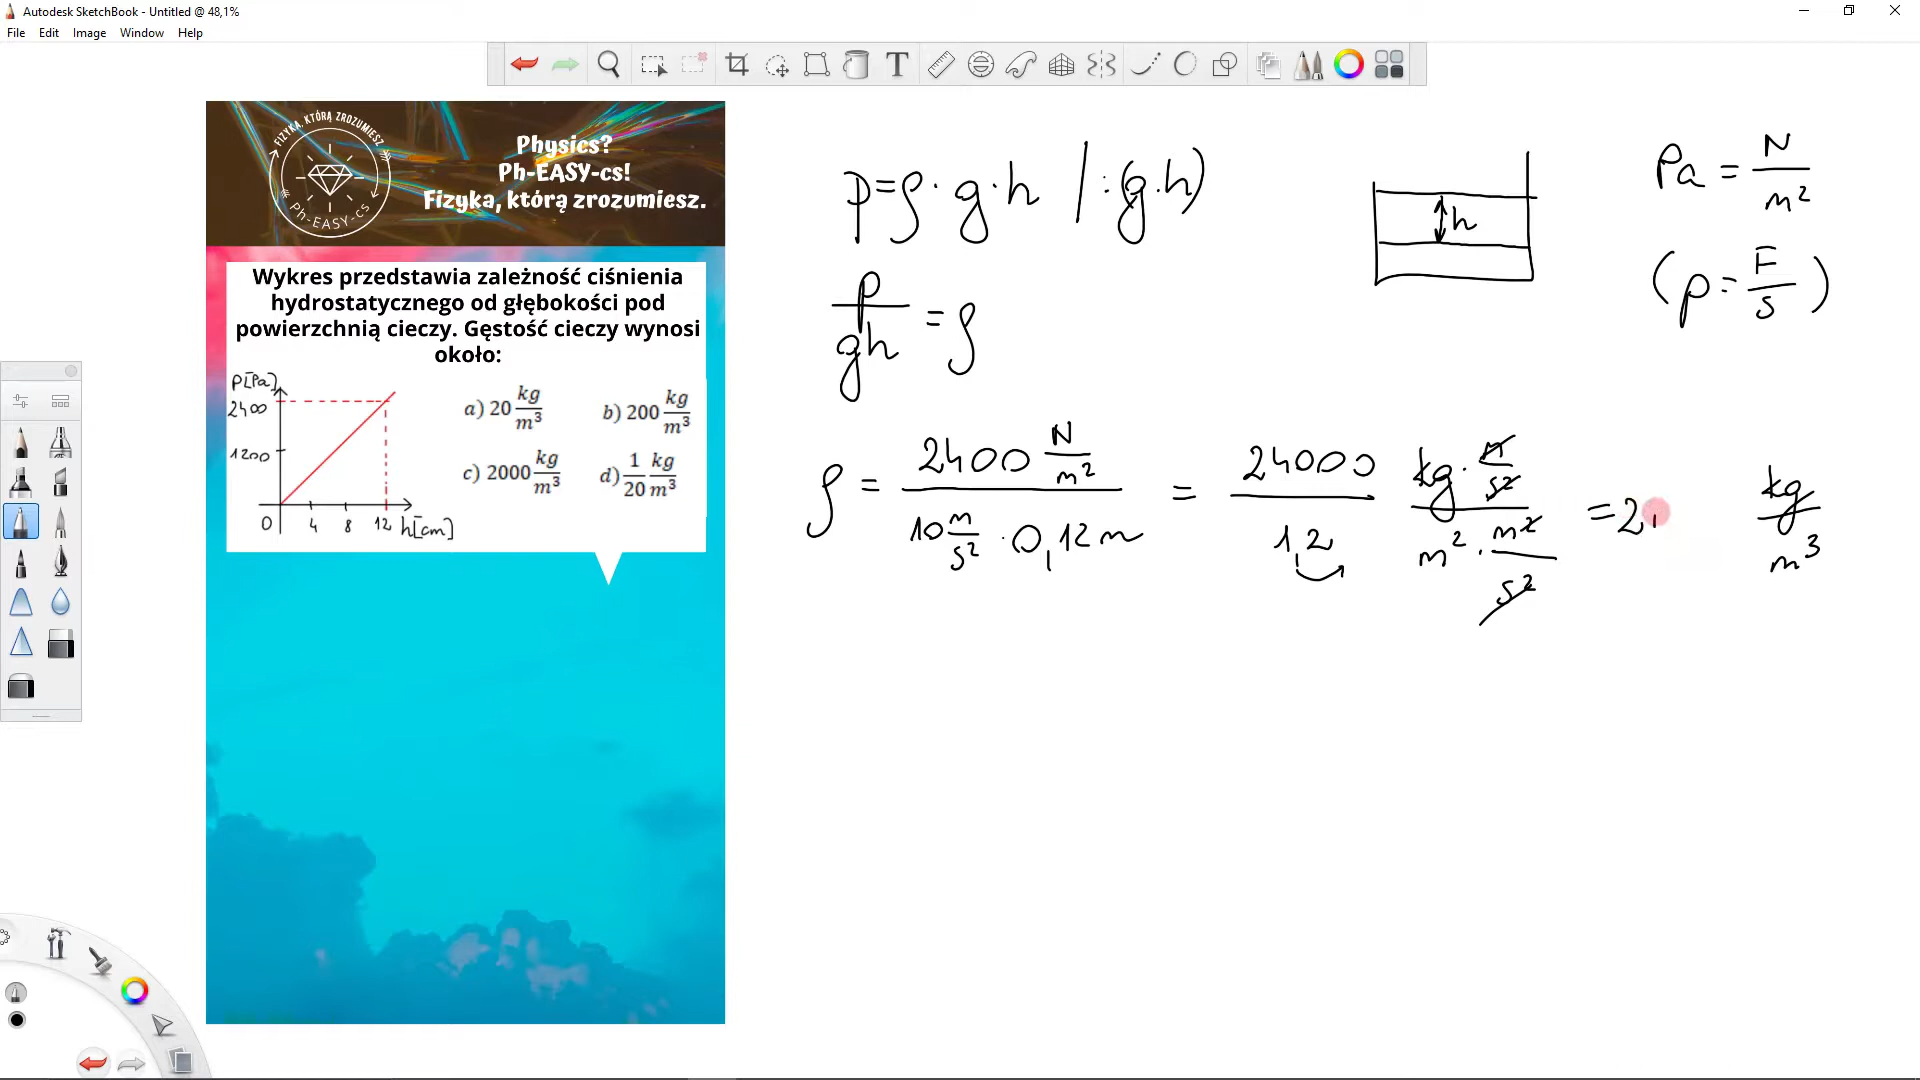 Autodesk SketchBook - Untitled @ 48,1%
File Edit Image Window Help
T
FIZYKA, KTÓRĄ ZROZUMIESZ
Ph-EASY-cs
Physics?
Ph-EASY-cs!
Fizyka, którą zrozumiesz.
Wykres przedstawia zależność ciśnienia
hydrostatycznego od głębokości pod
powierzchnią cieczy. Gęstość cieczy wynosi
około:
p[Pa]
2400
1200
0 4 8 12 h[cm]
a) 20 kg/m³
b) 200 kg/m³
c) 2000 kg/m³
d) 1/20 kg/m³
p=ρ·g·h /:(g·h)
p/gh = ρ
ρ = 2400 N/m² / 10 m/s² · 0,12 m = 24000 / 1,2 kg · m/s² / m² · m²/s² = 2 kg/m³
h
Pa = N/m²
(p = F/S)